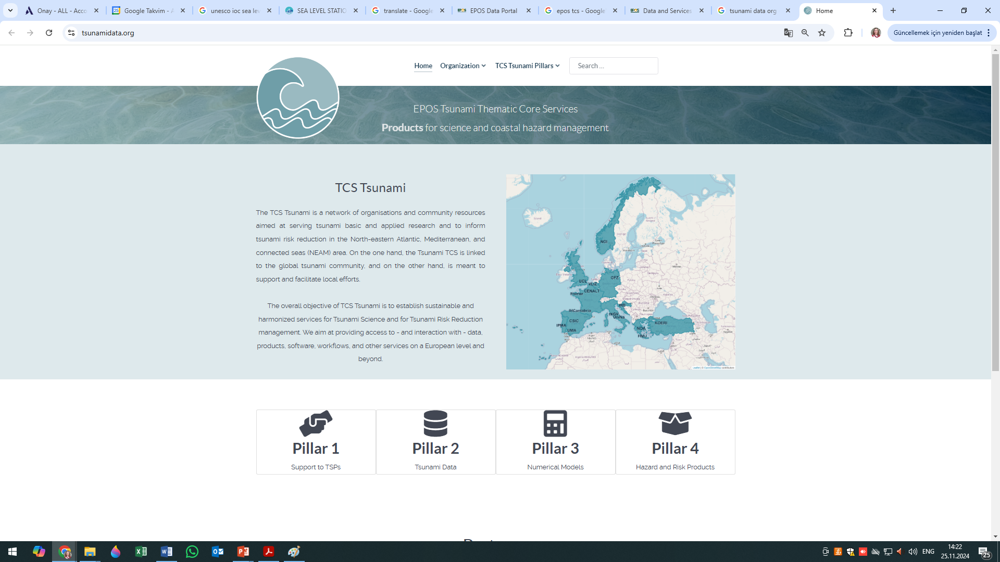 Onay - ALL - Acco
Google Takvim - A
unesco ioc sea lev
SEA LEVEL STATIO
translate - Google
EPOS Data Portal
epos tcs - Google'
Data and Services
tsunami data org
Home
tsunamidata.org
Güncellemek için yeniden başlat
Home
Organization
TCS Tsunami Pillars
Search ...
EPOS Tsunami Thematic Core Services
Products for science and coastal hazard management
TCS Tsunami
The TCS Tsunami is a network of organisations and community resources
aimed at serving tsunami basic and applied research and to inform
tsunami risk reduction in the North-eastern Atlantic, Mediterranean, and
connected seas (NEAM) area. On the one hand, the Tsunami TCS is linked
to the global tsunami community, and on the other hand, is meant to
support and facilitate local efforts.
The overall objective of TCS Tsunami is to establish sustainable and
harmonized services for Tsunami Science and for Tsunami Risk Reduction
management. We aim at providing access to - and interaction with - data,
products, software, workflows, and other services on a European level and
beyond.
NGI
UCL
VLIZ
GFZ
Ifremer
CENALT
IHCantabria
IRB
INGV
UniNa
CSIC
IPMA
UMA
NOA
KOERI
HMU
Leaflet | © OpenStreetMap contributors
Pillar 1
Support to TSPs
Pillar 2
Tsunami Data
Pillar 3
Numerical Models
Pillar 4
Hazard and Risk Products
ENG
14:22
25.11.2024
25